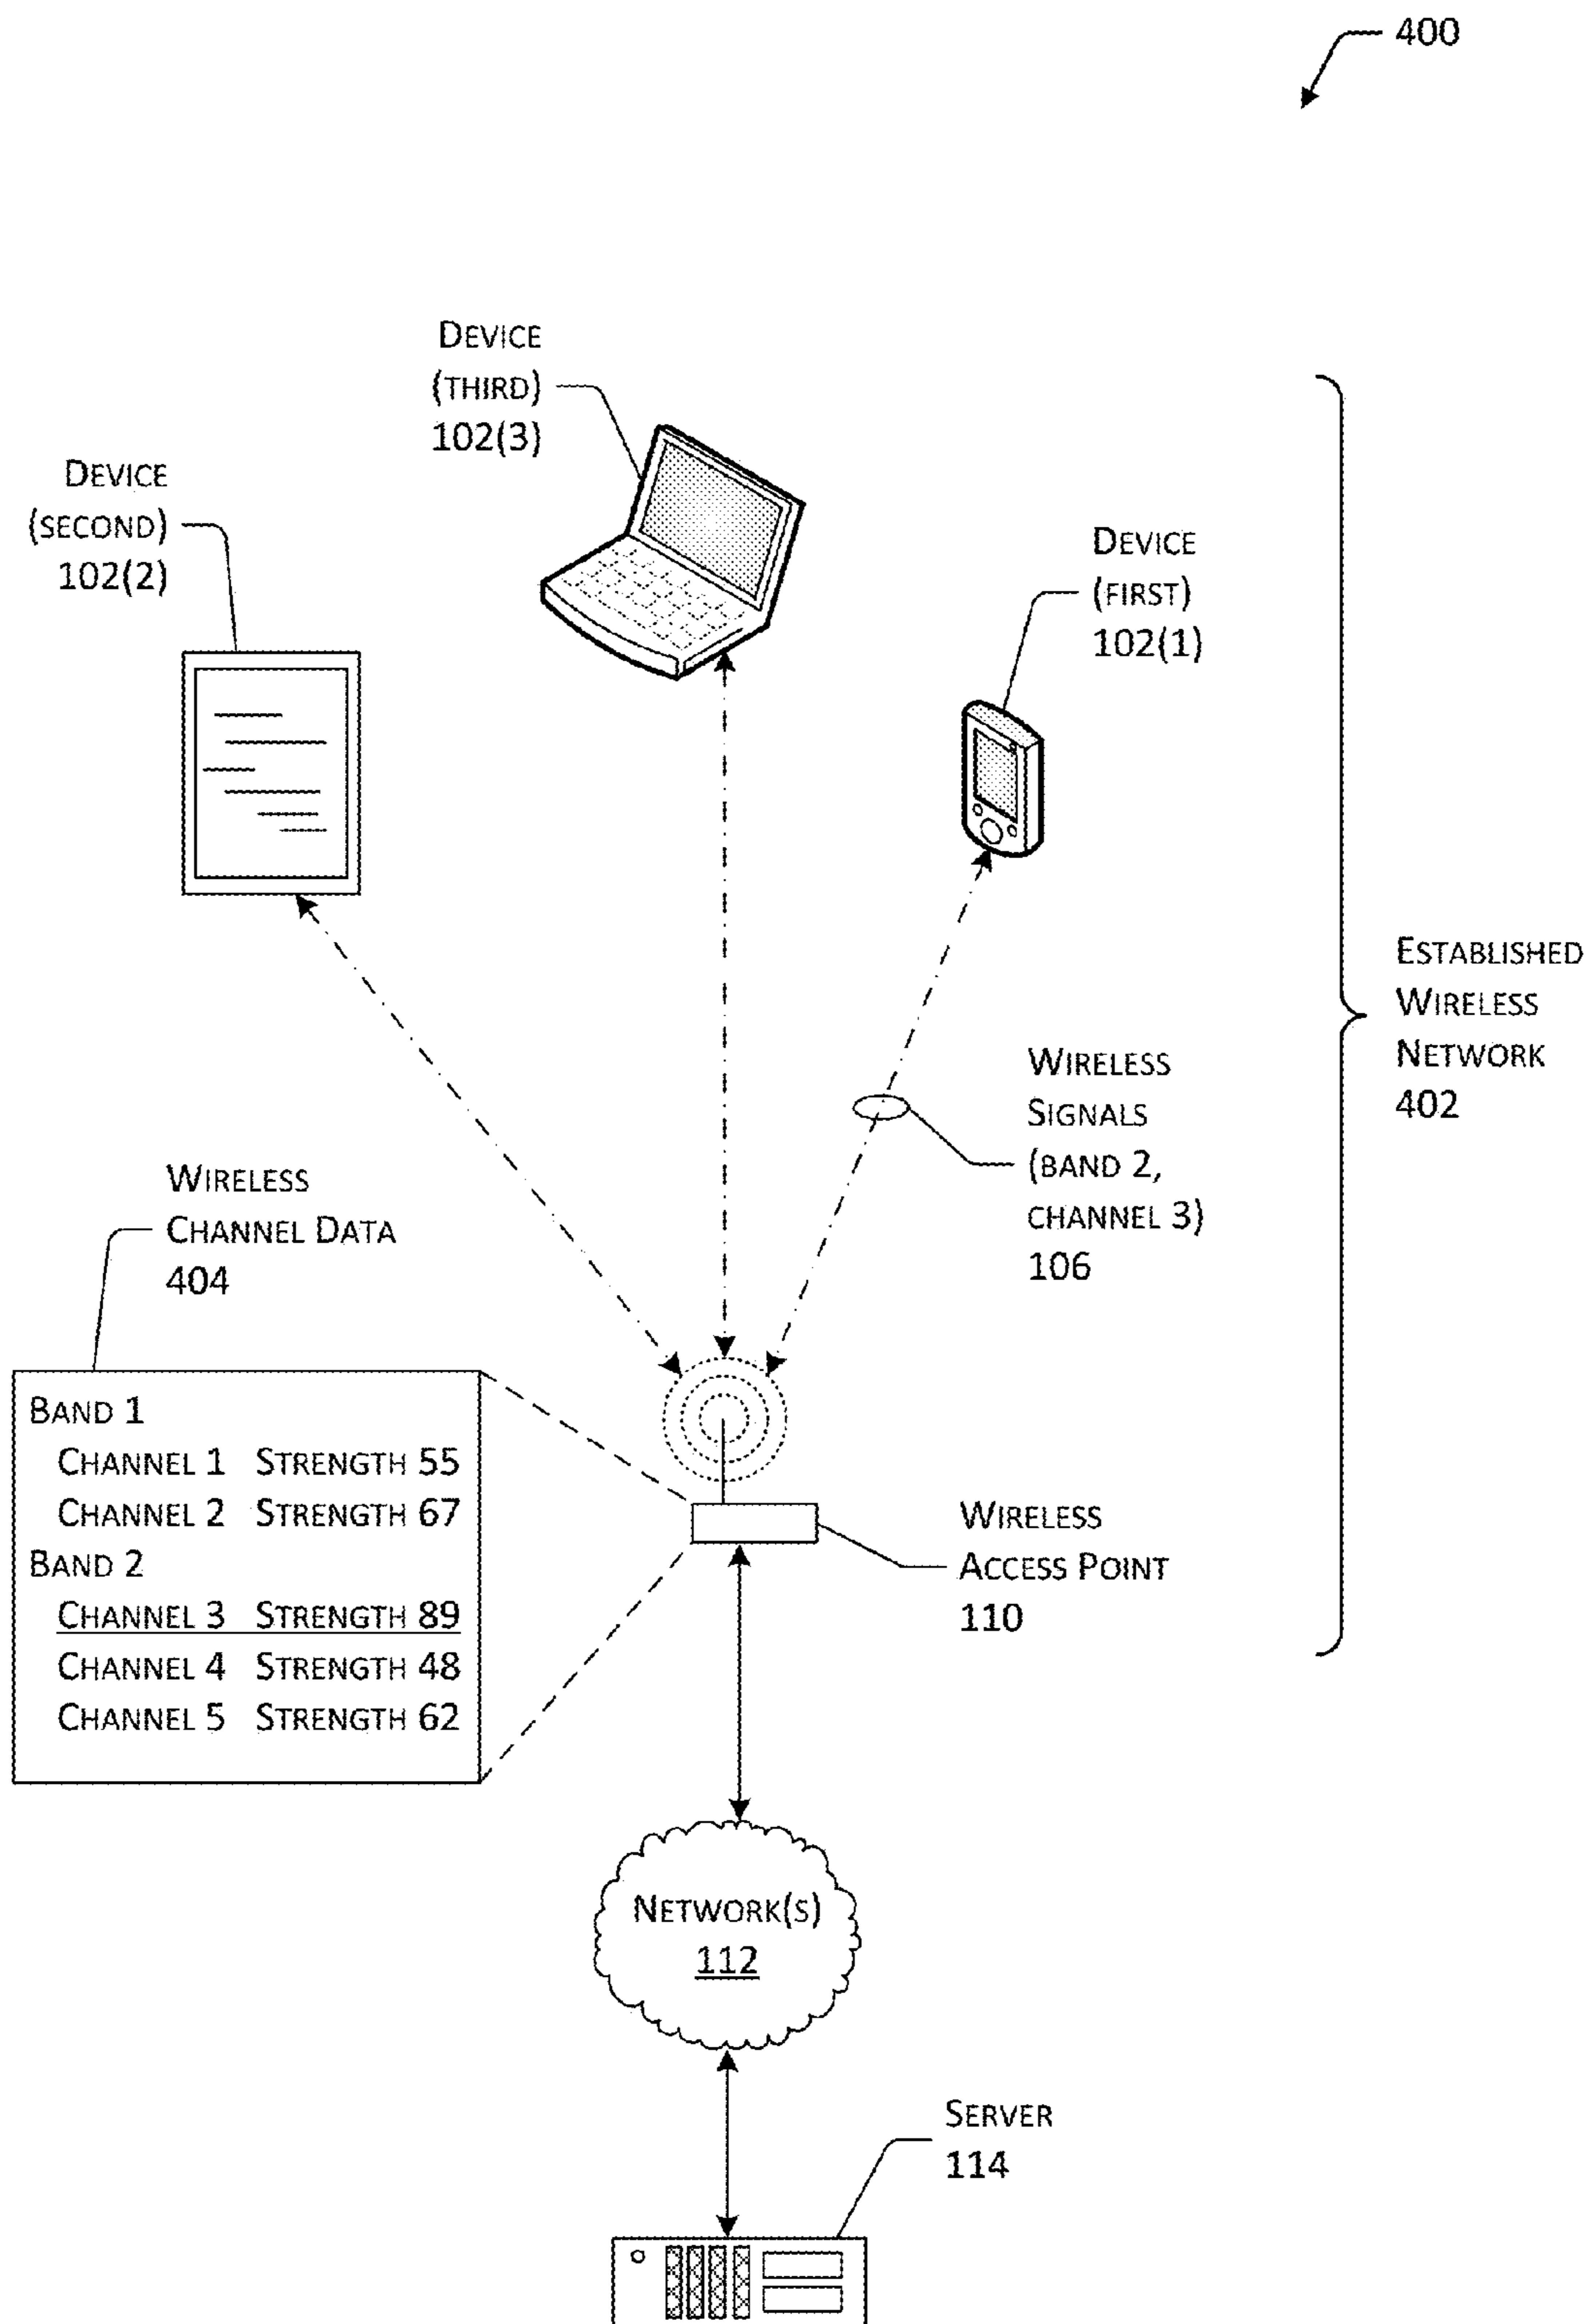 400
DEVICE
(THIRD)
102(3)
DEVICE
(SECOND)
102(2)
DEVICE
(FIRST)
102(1)
ESTABLISHED
WIRELESS
NETWORK
402
WIRELESS
SIGNALS
(BAND 2,
CHANNEL 3)
106
WIRELESS
CHANNEL DATA
404
BAND 1
CHANNEL 1 STRENGTH 55
CHANNEL 2 STRENGTH 67
BAND 2
CHANNEL 3 STRENGTH 89
CHANNEL 4 STRENGTH 48
CHANNEL 5 STRENGTH 62
WIRELESS
ACCESS POINT
110
NETWORK(S)
112
SERVER
114